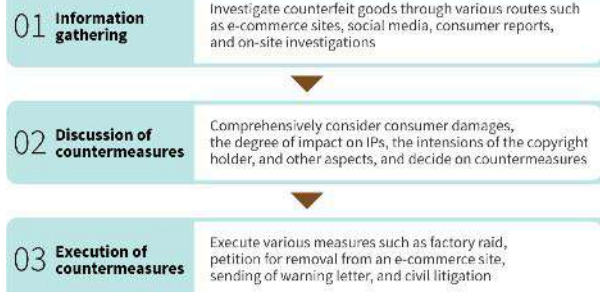 01 Information gathering
Investigate counterfeit goods through various routes such
as e-commerce sites, social media, consumer reports,
and on-site investigations
02 Discussion of countermeasures
Comprehensively consider consumer damages,
the degree of impact on IPs, the intensions of the copyright
holder, and other aspects, and decide on countermeasures
03 Execution of countermeasures
Execute various measures such as factory raid,
petition for removal from an e-commerce site,
sending of warning letter, and civil litigation